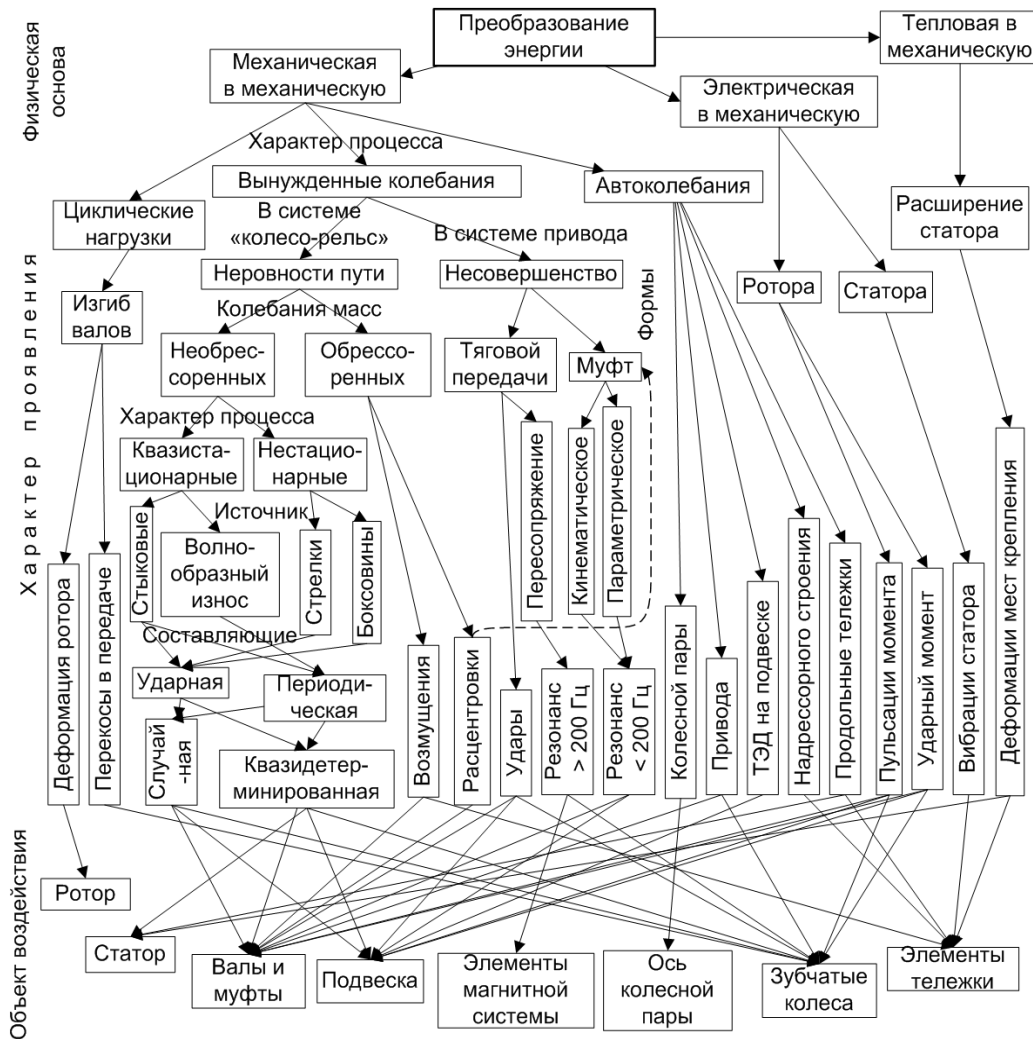 Преобразование
энергии
Тепловая в
механическую
Механическая
в механическую
Электрическая
в механическую
Физическая
основа
Характер процесса
Вынужденные колебания
Автоколебания
Циклические
нагрузки
В системе
«колесо-рельс»
В системе привода
Расширение
статора
Неровности пути
Несовершенство
Ротора
Статора
Изгиб
валов
Колебания масс
Формы
Необрес-
соренных
Обрессо-
ренных
Тяговой
передачи
Муфт
Характер проявления
Характер процесса
Квазиста-
ционарные
Нестацио-
нарные
Источник
Стыковые
Волно-
образный
износ
Стрелки
Боксовины
Пересопряжение
Кинематическое
Параметрическое
Составляющие
Ударная
Периоди-
ческая
Случай
-ная
Квазидетер-
минированная
Деформация ротора
Перекосы в передаче
Возмущения
Расцентровки
Удары
Резонанс
> 200 Гц
Резонанс
< 200 Гц
Колесной пары
Привода
ТЭД на подвеске
Надрессорного строения
Продольные тележки
Пульсации момента
Ударный момент
Вибрации статора
Деформации мест крепления
Объект воздействия
Ротор
Статор
Валы и
муфты
Подвеска
Элементы
магнитной
системы
Ось
колесной
пары
Зубчатые
колеса
Элементы
тележки